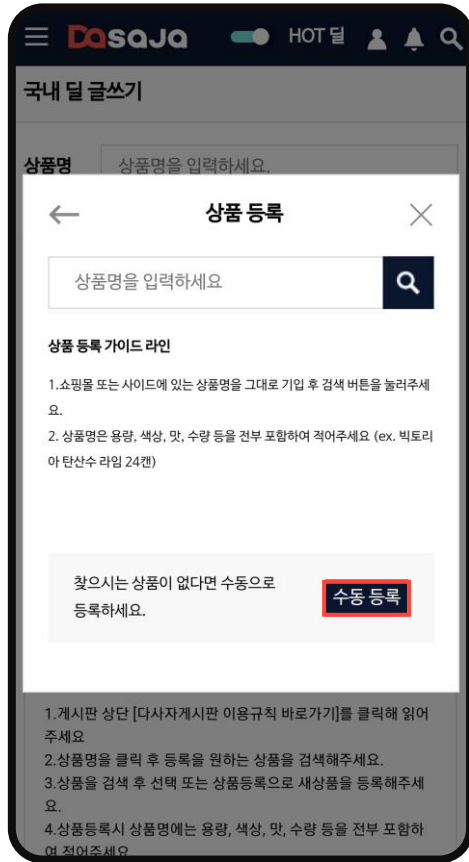 Dasaja HOT 딜
국내 딜 글쓰기
상품명 상품명을 입력하세요.
상품 등록
상품명을 입력하세요
상품 등록 가이드 라인
1.쇼핑몰 또는 사이드에 있는 상품명을 그대로 기입 후 검색 버튼을 눌러주세
요.
2. 상품명은 용량, 색상, 맛, 수량 등을 전부 포함하여 적어주세요 (ex. 빅토리
아 탄산수 라임 24캔)
찾으시는 상품이 없다면 수동으로
등록하세요.
수동 등록
1.게시판 상단 [다사자게시판 이용규칙 바로가기]를 클릭해 읽어
주세요
2.상품명을 클릭 후 등록을 원하는 상품을 검색해주세요.
3.상품을 검색 후 선택 또는 상품등록으로 새상품을 등록해주세
요.
4.상품등록시 상품명에는 용량, 색상, 맛, 수량 등을 전부 포함하
여 적어주세요